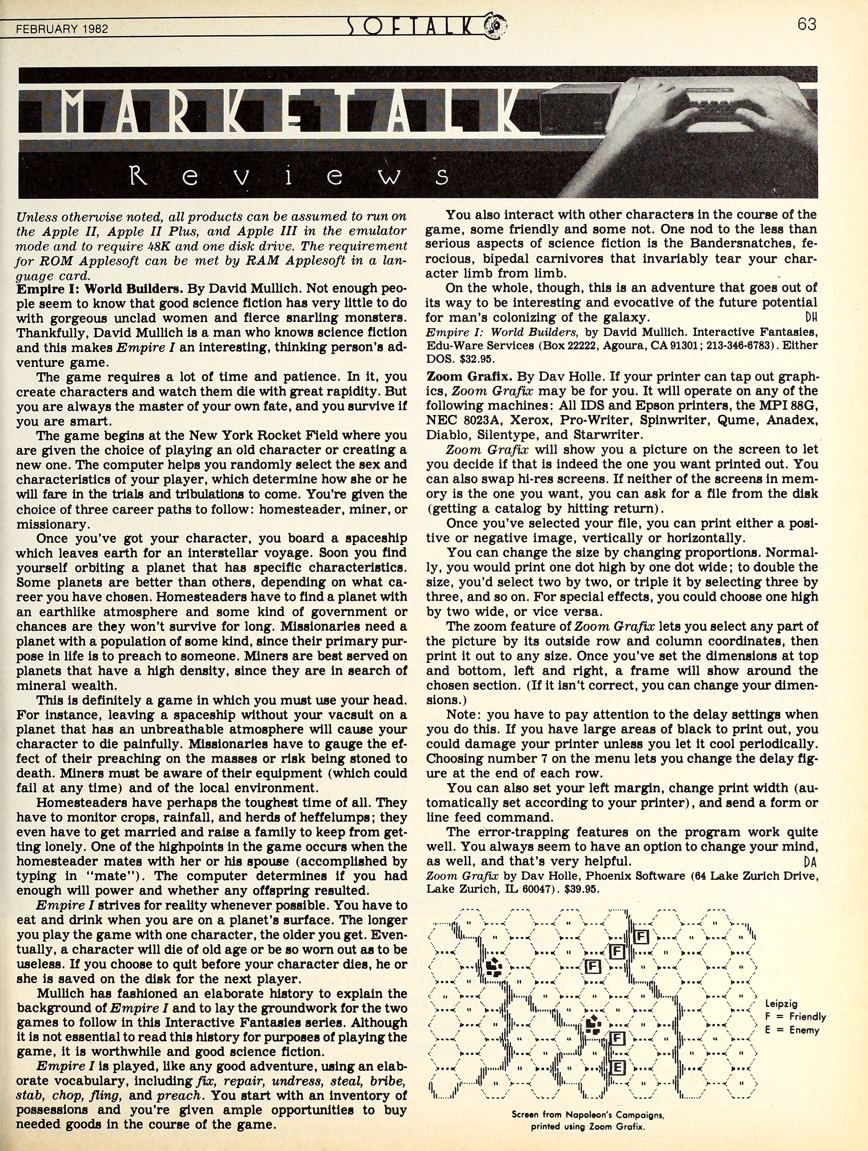 FEBRUARY 1982
SOFTALK
63
MARKETALK
Reviews
Unless otherwise noted, all products can be assumed to run on
the Apple II, Apple II Plus, and Apple III in the emulator
mode and to require 48K and one disk drive. The requirement
for ROM Applesoft can be met by RAM Applesoft in a lan-
guage card.
Empire I: World Builders. By David Mullich. Not enough peo-
ple seem to know that good science fiction has very little to do
with gorgeous unclad women and fierce snarling monsters.
Thankfully, David Mullich is a man who knows science fiction
and this makes Empire I an interesting, thinking person's ad-
venture game.
The game requires a lot of time and patience. In it, you
create characters and watch them die with great rapidity. But
you are always the master of your own fate, and you survive if
you are smart.
The game begins at the New York Rocket Field where you
are given the choice of playing an old character or creating a
new one. The computer helps you randomly select the sex and
characteristics of your player, which determine how she or he
will fare in the trials and tribulations to come. You're given the
choice of three career paths to follow: homesteader, miner, or
missionary.
Once you've got your character, you board a spaceship
which leaves earth for an interstellar voyage. Soon you find
yourself orbiting a planet that has specific characteristics.
Some planets are better than others, depending on what ca-
reer you have chosen. Homesteaders have to find a planet with
an earthlike atmosphere and some kind of government or
chances are they won't survive for long. Missionaries need a
planet with a population of some kind, since their primary pur-
pose in life is to preach to someone. Miners are best served on
planets that have a high density, since they are in search of
mineral wealth.
This is definitely a game in which you must use your head.
For instance, leaving a spaceship without your vacsuit on a
planet that has an unbreathable atmosphere will cause your
character to die painfully. Missionaries have to gauge the ef-
fect of their preaching on the masses or risk being stoned to
death. Miners must be aware of their equipment (which could
fail at any time) and of the local environment.
Homesteaders have perhaps the toughest time of all. They
have to monitor crops, rainfall, and herds of heffelumps; they
even have to get married and raise a family to keep from get-
ting lonely. One of the highpoints in the game occurs when the
homesteader mates with her or his spouse (accomplished by
typing in "mate"). The computer determines if you had
enough will power and whether any offspring resulted.
Empire I strives for reality whenever possible. You have to
eat and drink when you are on a planet's surface. The longer
you play the game with one character, the older you get. Even-
tually, a character will die of old age or be so worn out as to be
useless. If you choose to quit before your character dies, he or
she is saved on the disk for the next player.
Mullich has fashioned an elaborate history to explain the
background of Empire I and to lay the groundwork for the two
games to follow in this Interactive Fantasies series. Although
it is not essential to read this history for purposes of playing the
game, it is worthwhile and good science fiction.
Empire I is played, like any good adventure, using an elab-
orate vocabulary, including fix, repair, undress, steal, bribe,
stab, chop, fling, and preach. You start with an inventory of
possessions and you're given ample opportunities to buy
needed goods in the course of the game.
You also interact with other characters in the course of the
game, some friendly and some not. One nod to the less than
serious aspects of science fiction is the Bandersnatches, fe-
rocious, bipedal carnivores that invariably tear your char-
acter limb from limb.
On the whole, though, this is an adventure that goes out of
its way to be interesting and evocative of the future potential
for man's colonizing of the galaxy. DH
Empire I: World Builders, by David Mullich. Interactive Fantasies,
Edu-Ware Services (Box 22222, Agoura, CA 91301; 213-346-6783). Either
DOS. $32.95.
Zoom Grafix. By Dav Holle. If your printer can tap out graph-
ics, Zoom Grafix may be for you. It will operate on any of the
following machines: All IDS and Epson printers, the MPI 88G,
NEC 8023A, Xerox, Pro-Writer, Spinwriter, Qume, Anadex,
Diablo, Silentype, and Starwriter.
Zoom Grafix will show you a picture on the screen to let
you decide if that is indeed the one you want printed out. You
can also swap hi-res screens. If neither of the screens in mem-
ory is the one you want, you can ask for a file from the disk
(getting a catalog by hitting return).
Once you've selected your file, you can print either a posi-
tive or negative image, vertically or horizontally.
You can change the size by changing proportions. Normal-
ly, you would print one dot high by one dot wide; to double the
size, you'd select two by two, or triple it by selecting three by
three, and so on. For special effects, you could choose one high
by two wide, or vice versa.
The zoom feature of Zoom Grafix lets you select any part of
the picture by its outside row and column coordinates, then
print it out to any size. Once you've set the dimensions at top
and bottom, left and right, a frame will show around the
chosen section. (If it isn't correct, you can change your dimen-
sions.)
Note: you have to pay attention to the delay settings when
you do this. If you have large areas of black to print out, you
could damage your printer unless you let it cool periodically.
Choosing number 7 on the menu lets you change the delay fig-
ure at the end of each row.
You can also set your left margin, change print width (au-
tomatically set according to your printer), and send a form or
line feed command.
The error-trapping features on the program work quite
well. You always seem to have an option to change your mind,
as well, and that's very helpful. DA
Zoom Grafix by Dav Holle, Phoenix Software (64 Lake Zurich Drive,
Lake Zurich, IL 60047). $39.95.
F
F
F
F
E
Leipzig
F = Friendly
E = Enemy
Screen from Napoleon's Campaigns,
printed using Zoom Grafix.